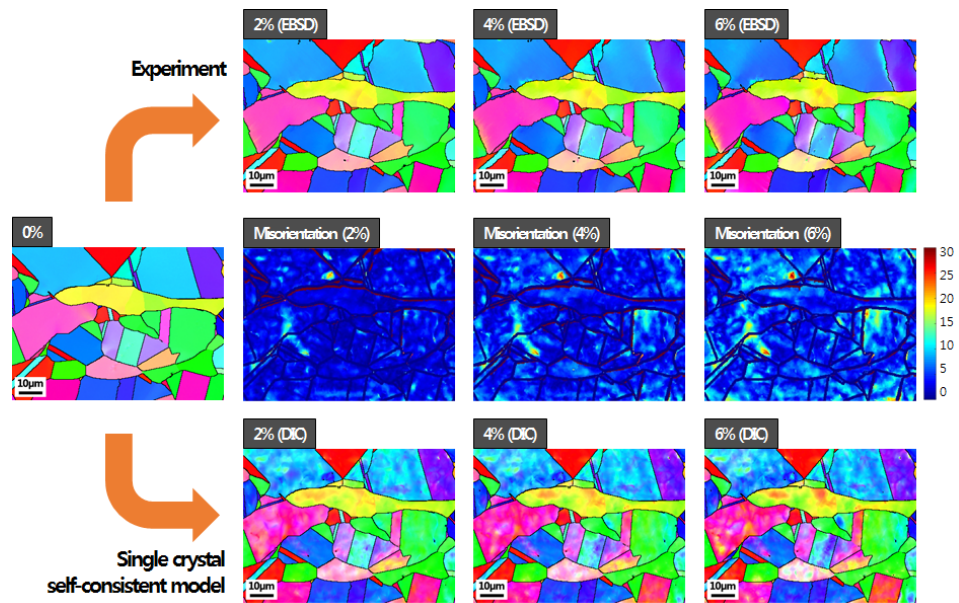 2% (EBSD)
4% (EBSD)
6% (EBSD)
Experiment
10μm
10μm
10μm
0%
Misorientation (2%)
Misorientation (4%)
Misorientation (6%)
30
25
20
15
10
5
0
10μm
2% (DIC)
4% (DIC)
6% (DIC)
Single crystal
self-consistent model
10μm
10μm
10μm